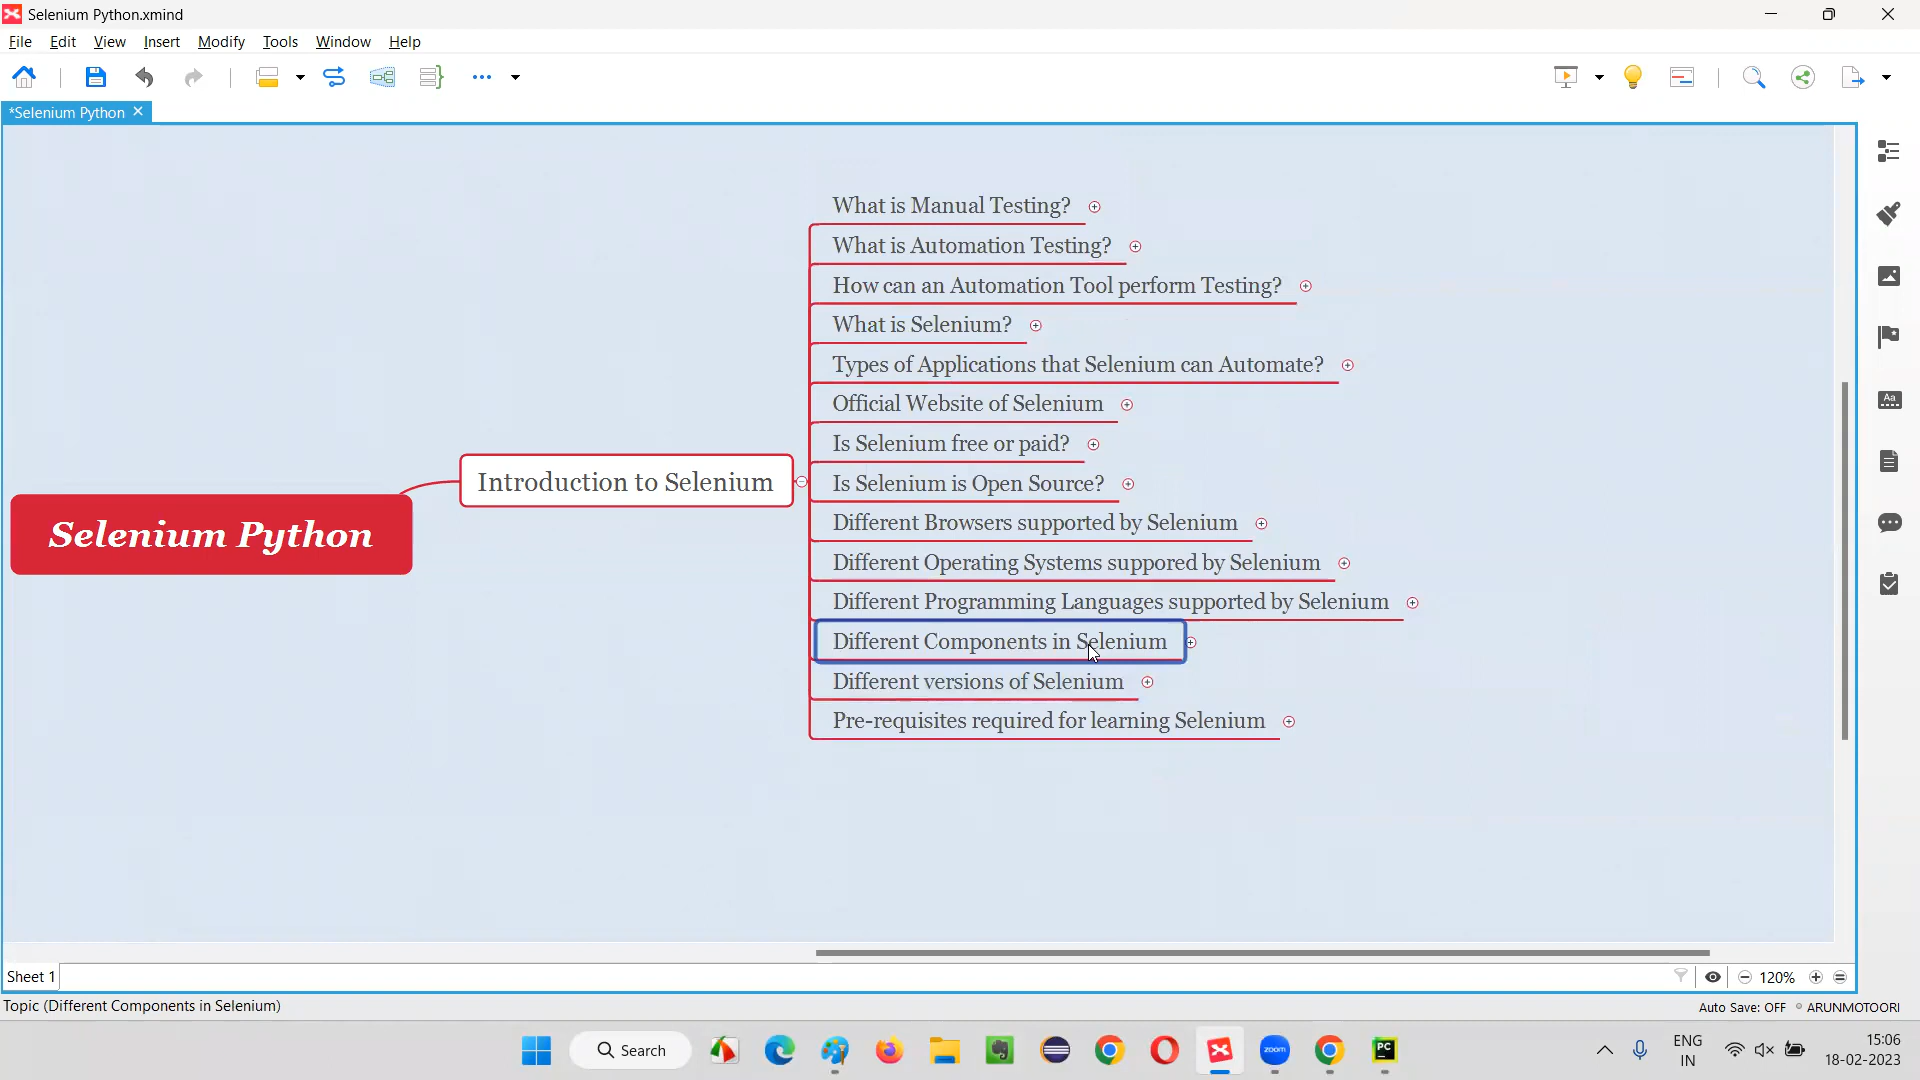 Selenium Python.xmind
File Edit View Insert Modify Tools Window Help
*Selenium Python
What is Manual Testing?
What is Automation Testing?
How can an Automation Tool perform Testing?
What is Selenium?
Types of Applications that Selenium can Automate?
Official Website of Selenium
Is Selenium free or paid?
Introduction to Selenium
Is Selenium is Open Source?
Selenium Python
Different Browsers supported by Selenium
Different Operating Systems suppored by Selenium
Different Programming Languages supported by Selenium
Different Components in Selenium
Different versions of Selenium
Pre-requisites required for learning Selenium
Aa
Sheet 1
120%
Topic (Different Components in Selenium)
Auto Save: OFF ARUNMOTOORI
Search
zoom
PC
ENG
IN
15:06
18-02-2023